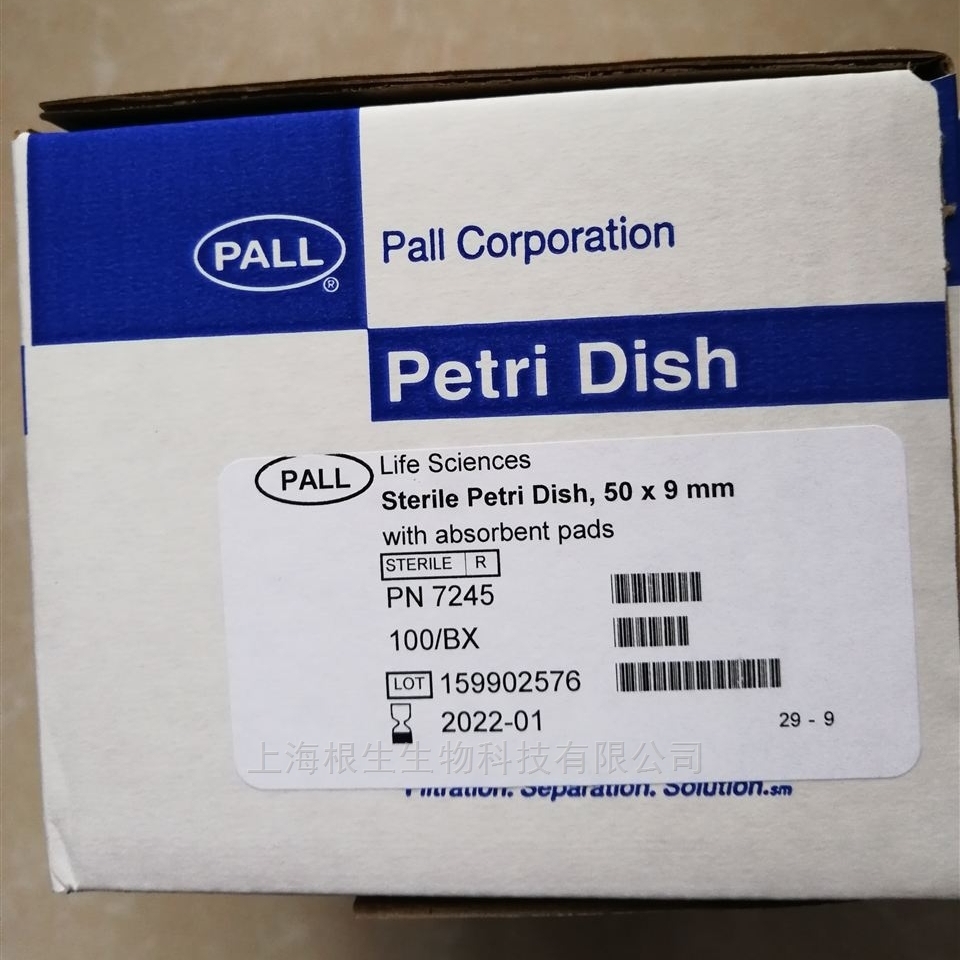 PALL
®
Pall Corporation
Petri Dish
PALL
Life Sciences
Sterile Petri Dish, 50 x 9 mm
with absorbent pads
STERILE R
PN 7245
100/BX
LOT 159902576
2022-01
29 - 9
上海根生生物科技有限公司
Filtration. Separation. Solution.sm